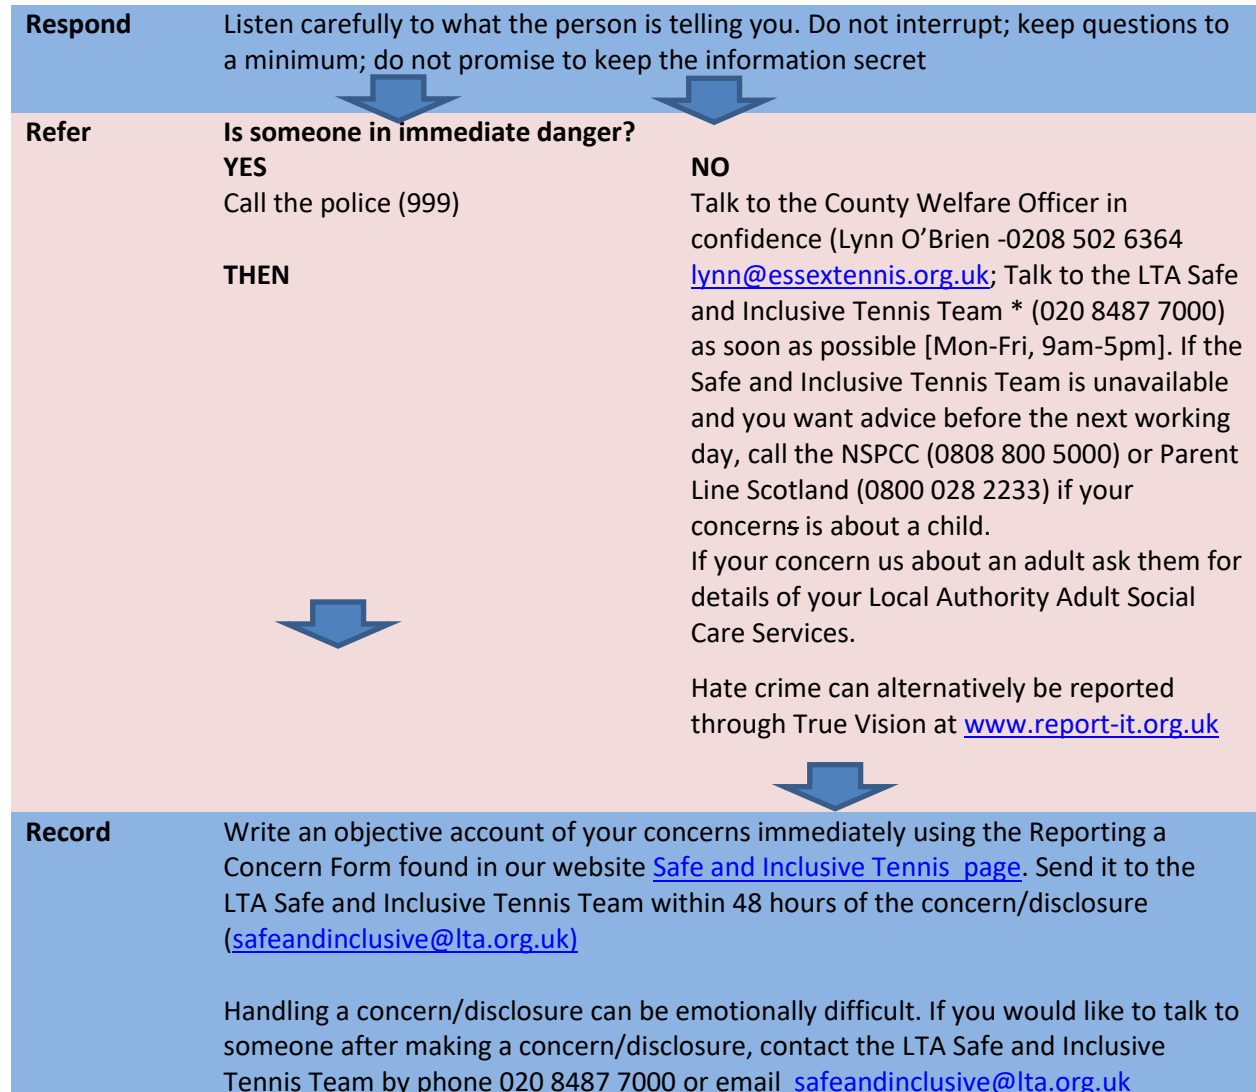 Respond
Listen carefully to what the person is telling you. Do not interrupt; keep questions to
a minimum; do not promise to keep the information secret
Refer
Is someone in immediate danger?
YES
Call the police (999)
THEN
NO
Talk to the County Welfare Officer in
confidence (Lynn O’Brien -0208 502 6364
lynn@essextennis.org.uk; Talk to the LTA Safe
and Inclusive Tennis Team * (020 8487 7000)
as soon as possible [Mon-Fri, 9am-5pm]. If the
Safe and Inclusive Tennis Team is unavailable
and you want advice before the next working
day, call the NSPCC (0808 800 5000) or Parent
Line Scotland (0800 028 2233) if your
concerns is about a child.
If your concern us about an adult ask them for
details of your Local Authority Adult Social
Care Services.
Hate crime can alternatively be reported
through True Vision at www.report-it.org.uk
Record
Write an objective account of your concerns immediately using the Reporting a
Concern Form found in our website Safe and Inclusive Tennis  page. Send it to the
LTA Safe and Inclusive Tennis Team within 48 hours of the concern/disclosure
(safeandinclusive@lta.org.uk)
Handling a concern/disclosure can be emotionally difficult. If you would like to talk to
someone after making a concern/disclosure, contact the LTA Safe and Inclusive
Tennis Team by phone 020 8487 7000 or email  safeandinclusive@lta.org.uk